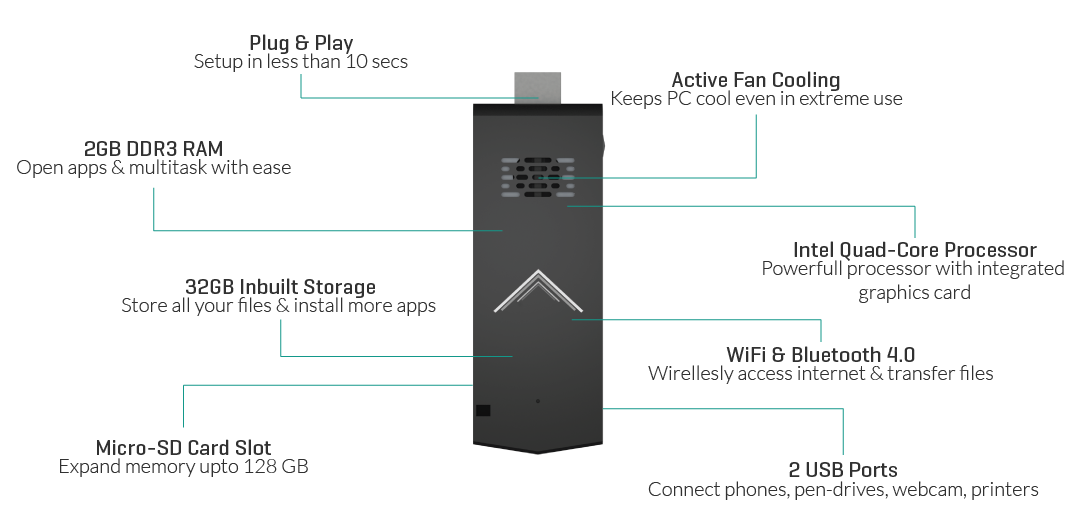 Plug & Play
Setup in less than 10 secs
Active Fan Cooling
Keeps PC cool even in extreme use
2GB DDR3 RAM
Open apps & multitask with ease
Intel Quad-Core Processor
Powerfull processor with integrated
graphics card
32GB Inbuilt Storage
Store all your files & install more apps
WiFi & Bluetooth 4.0
Wirellesly access internet & transfer files
Micro-SD Card Slot
Expand memory upto 128 GB
2 USB Ports
Connect phones, pen-drives, webcam, printers